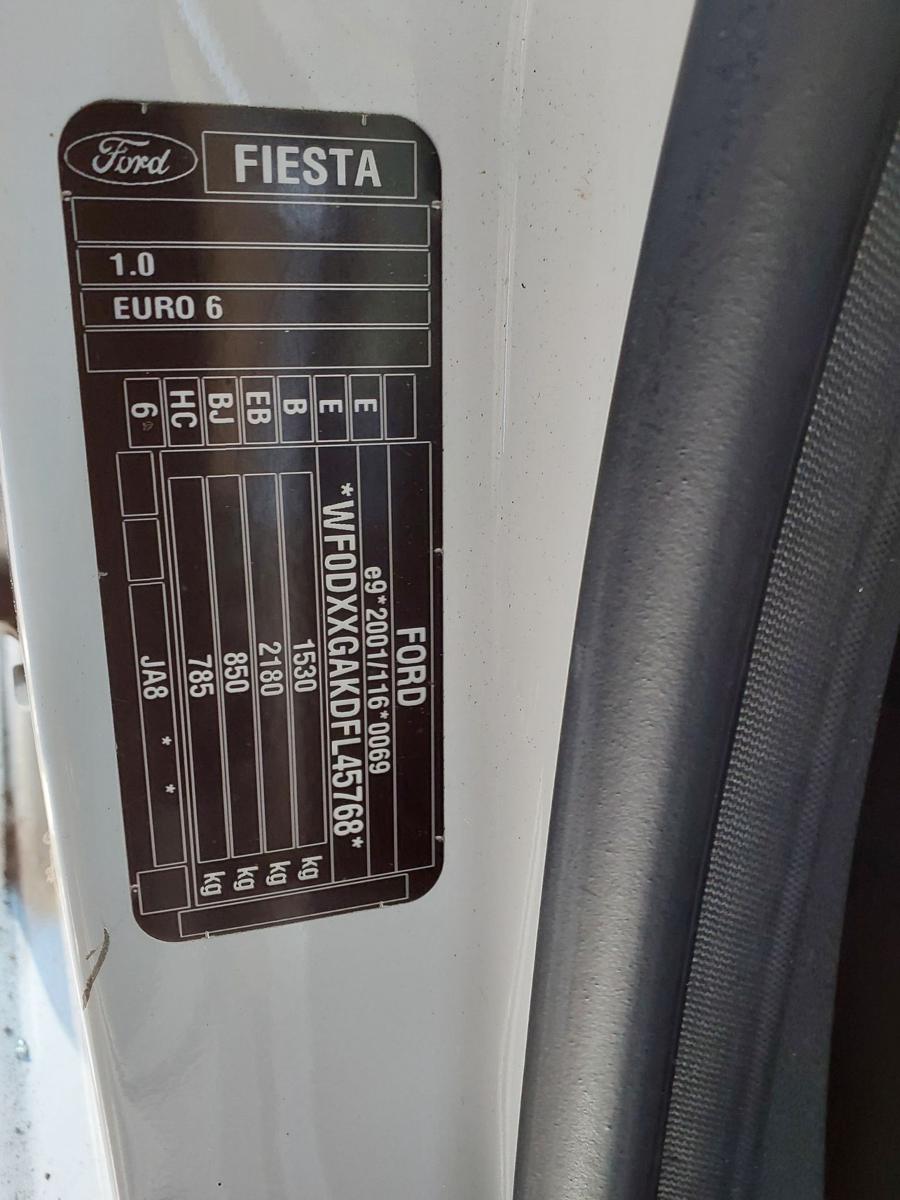 Ford FIESTA
1.0
EURO 6
FORD
e9*2001/116*0069
*WF0DXXGAKDFL45768*
1530 kg
2180 kg
850 kg
785 kg
JA8 * *
E
E
B
EB
BJ
HC
6